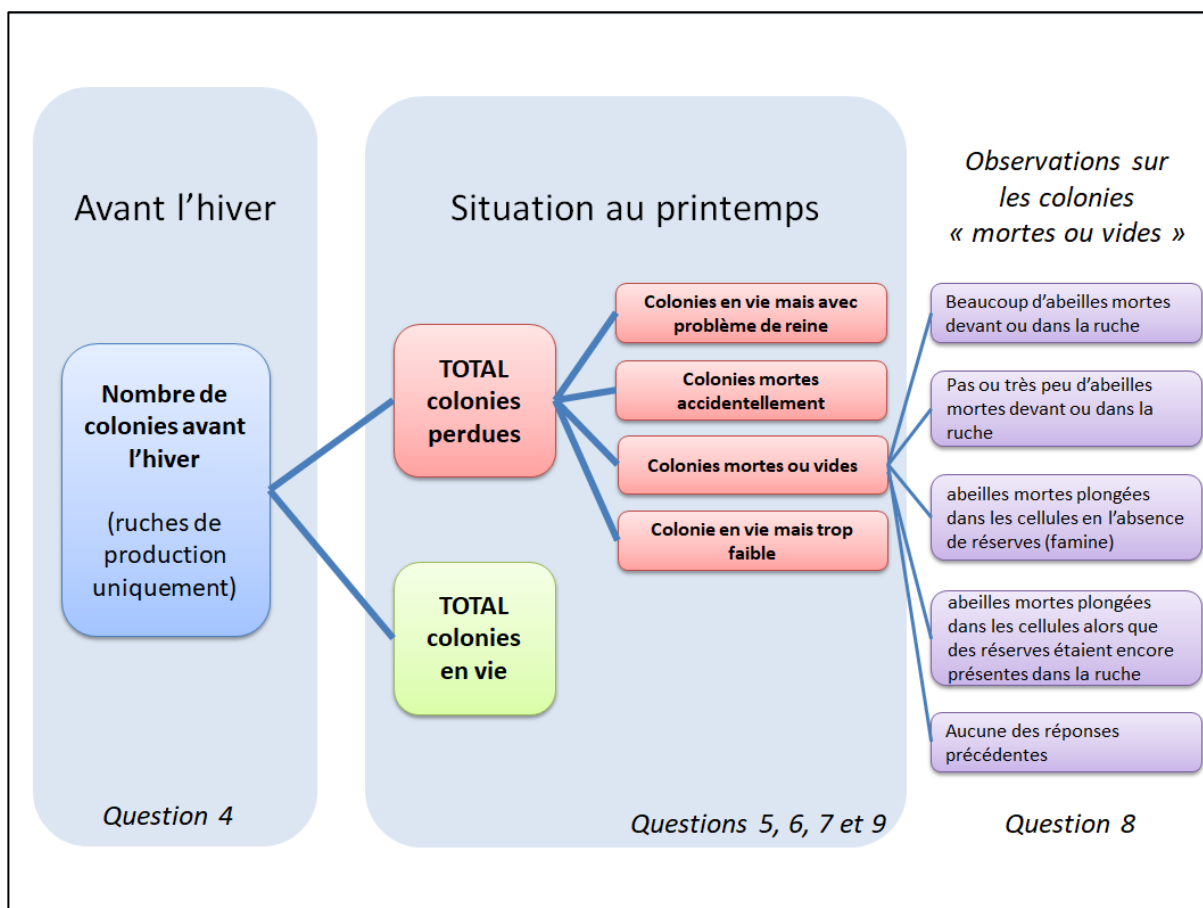 Avant l'hiver
Nombre de
colonies avant
l'hiver
(ruches de
production
uniquement)
Question 4
Situation au printemps
TOTAL
colonies
perdues
TOTAL
colonies
en vie
Colonies en vie mais avec
problème de reine
Colonies mortes
accidentellement
Colonies mortes ou vides
Colonie en vie mais trop
faible
Questions 5, 6, 7 et 9
Observations sur
les colonies
« mortes ou vides »
Beaucoup d'abeilles mortes
devant ou dans la ruche
Pas ou très peu d'abeilles
mortes devant ou dans la
ruche
abeilles mortes plongées
dans les cellules en l'absence
de réserves (famine)
abeilles mortes plongées
dans les cellules alors que
des réserves étaient encore
présentes dans la ruche
Aucune des réponses
précédentes
Question 8